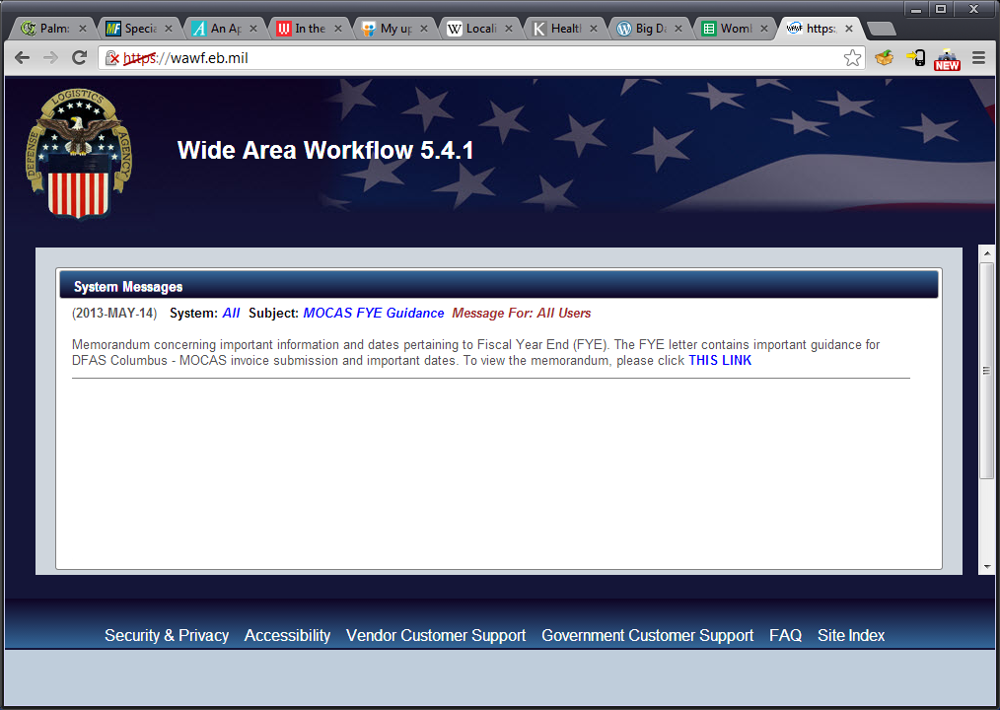 Palm:
Specia
An Ap
In the
My up
Locali
Health
Big Da
Woml
https:
https://wawf.eb.mil
NEW
DEFENSE LOGISTICS AGENCY
Wide Area Workflow 5.4.1
System Messages
(2013-MAY-14) System: All Subject: MOCAS FYE Guidance Message For: All Users
Memorandum concerning important information and dates pertaining to Fiscal Year End (FYE). The FYE letter contains important guidance for
DFAS Columbus - MOCAS invoice submission and important dates. To view the memorandum, please click THIS LINK
Security & Privacy Accessibility Vendor Customer Support Government Customer Support FAQ Site Index